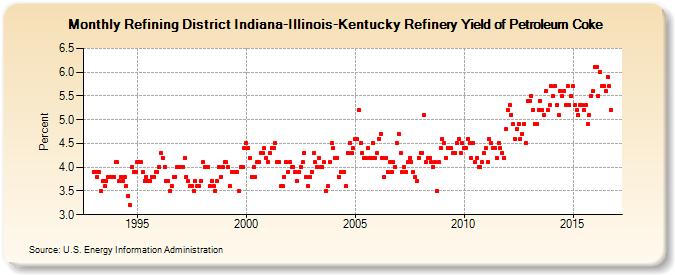 Monthly Refining District Indiana-Illinois-Kentucky Refinery Yield of Petroleum Coke
Percent
6.5
6.0
5.5
5.0
4.5
4.0
3.5
3.0
1995 2000 2005 2010 2015
Source: U.S. Energy Information Administration